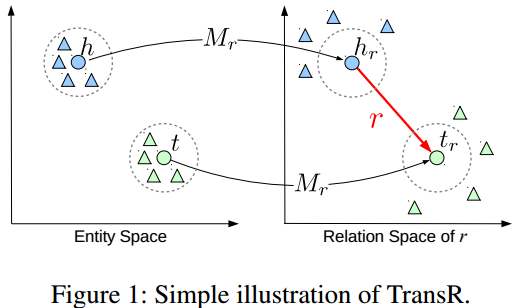 h
M_r
h_r
r
t
t_r
M_r
Entity Space
Relation Space of r
Figure 1: Simple illustration of TransR.